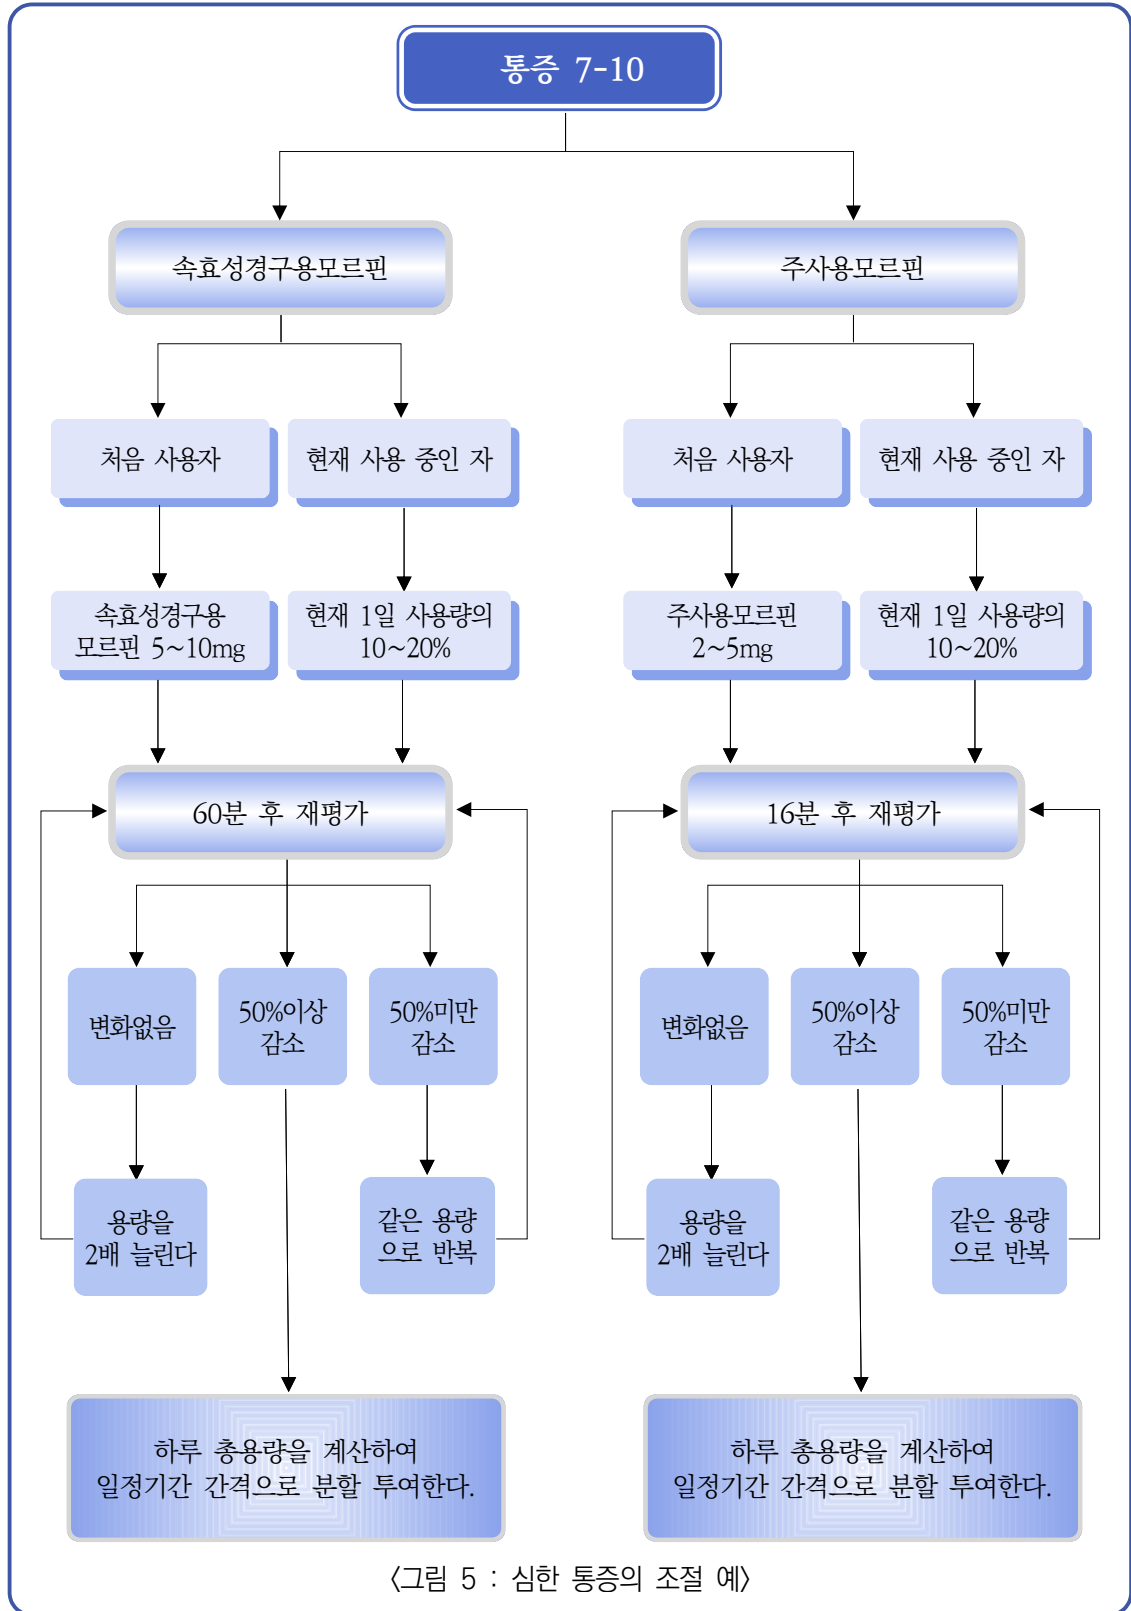 통증 7-10
속효성경구용모르핀
주사용모르핀
처음 사용자
현재 사용 중인 자
처음 사용자
현재 사용 중인 자
속효성경구용
모르핀 5~10mg
현재 1일 사용량의
10~20%
주사용모르핀
2~5mg
현재 1일 사용량의
10~20%
60분 후 재평가
16분 후 재평가
변화없음
50%이상
감소
50%미만
감소
변화없음
50%이상
감소
50%미만
감소
용량을
2배 늘린다
같은 용량
으로 반복
용량을
2배 늘린다
같은 용량
으로 반복
하루 총용량을 계산하여
일정기간 간격으로 분할 투여한다.
하루 총용량을 계산하여
일정기간 간격으로 분할 투여한다.
〈그림 5 : 심한 통증의 조절 예〉